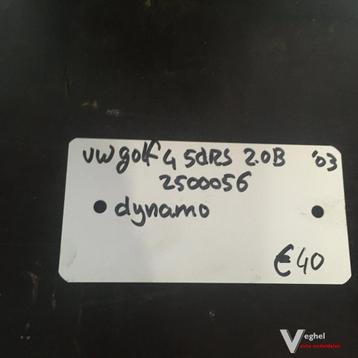 vw golf 4 5dRS 2.0B '03
2500056
• dynamo
€40
Veghel